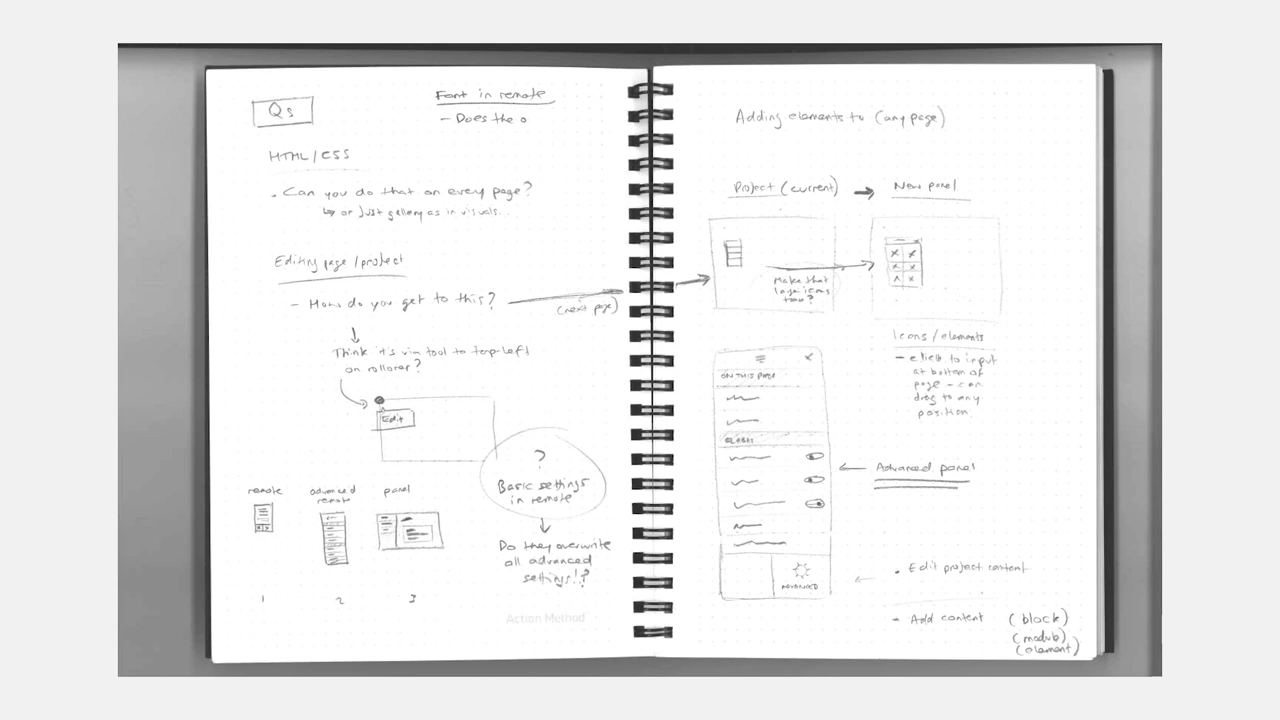 Qs
Font in remote
- Does the o
HTML/CSS
• Can you do that on every page?
↳ or just gallery as in visuals...
Editing page/project
- How do you get to this?
(next page)
Think it's via tool to top-left
on rollover?
Edit
?
Basic settings
in remote
Do they overwrite
all advanced
settings!?
remote
advanced
remote
panel
1
2
3
Action Method
Adding elements to (any page)
Project (current)
New panel
Make that
large icons
too?
Icons/elements
- click to input
at bottom of
page - can
drag to any
position.
ON THIS PAGE
GLOBAL
Advanced panel
ADVANCED
• Edit project content
- Add content (block)
(module)
(element)